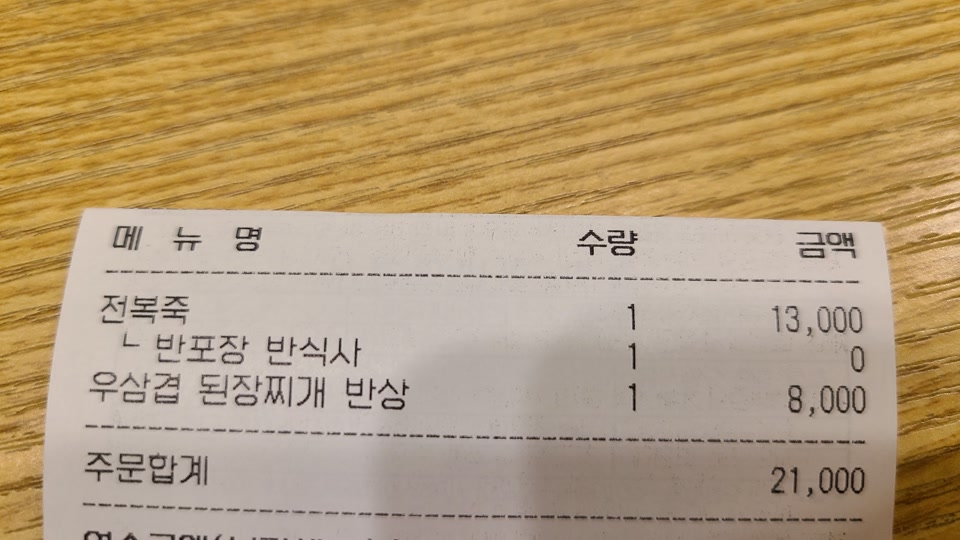 메 뉴 명 수량 금액
전복죽 1 13,000
ㄴ 반포장 반식사 1 0
우삼겹 된장찌개 반상 1 8,000
주문합계 21,000